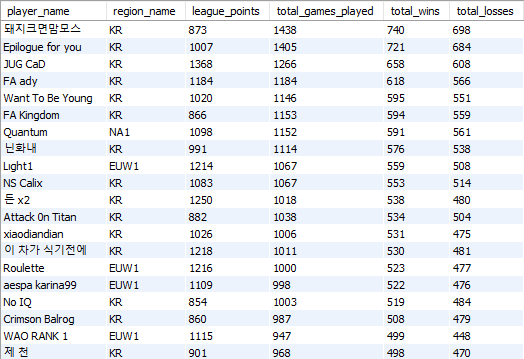 player_name region_name league_points total_games_played total_wins total_losses
돼지크면맘모스 KR 873 1438 740 698
Epilogue for you KR 1007 1405 721 684
JUG CaD KR 1368 1266 658 608
FA ady KR 1184 1184 618 566
Want To Be Young KR 1020 1146 595 551
FA Kingdom KR 866 1153 594 559
Quantum NA1 1098 1152 591 561
닌화내 KR 991 1114 576 538
Lıght1 EUW1 1214 1067 559 508
NS Calix KR 1083 1067 553 514
든 x2 KR 1250 1018 538 480
Attack 0n Titan KR 882 1038 534 504
xiaodiandian KR 1026 1006 531 475
이 차가 식기전에 KR 1218 1011 530 481
Roulette EUW1 1216 1000 523 477
aespa karina99 EUW1 1109 998 522 476
No IQ KR 854 1003 519 484
Crimson Balrog KR 860 987 508 479
WAO RANK 1 EUW1 1115 947 499 448
제 천 KR 901 968 498 470